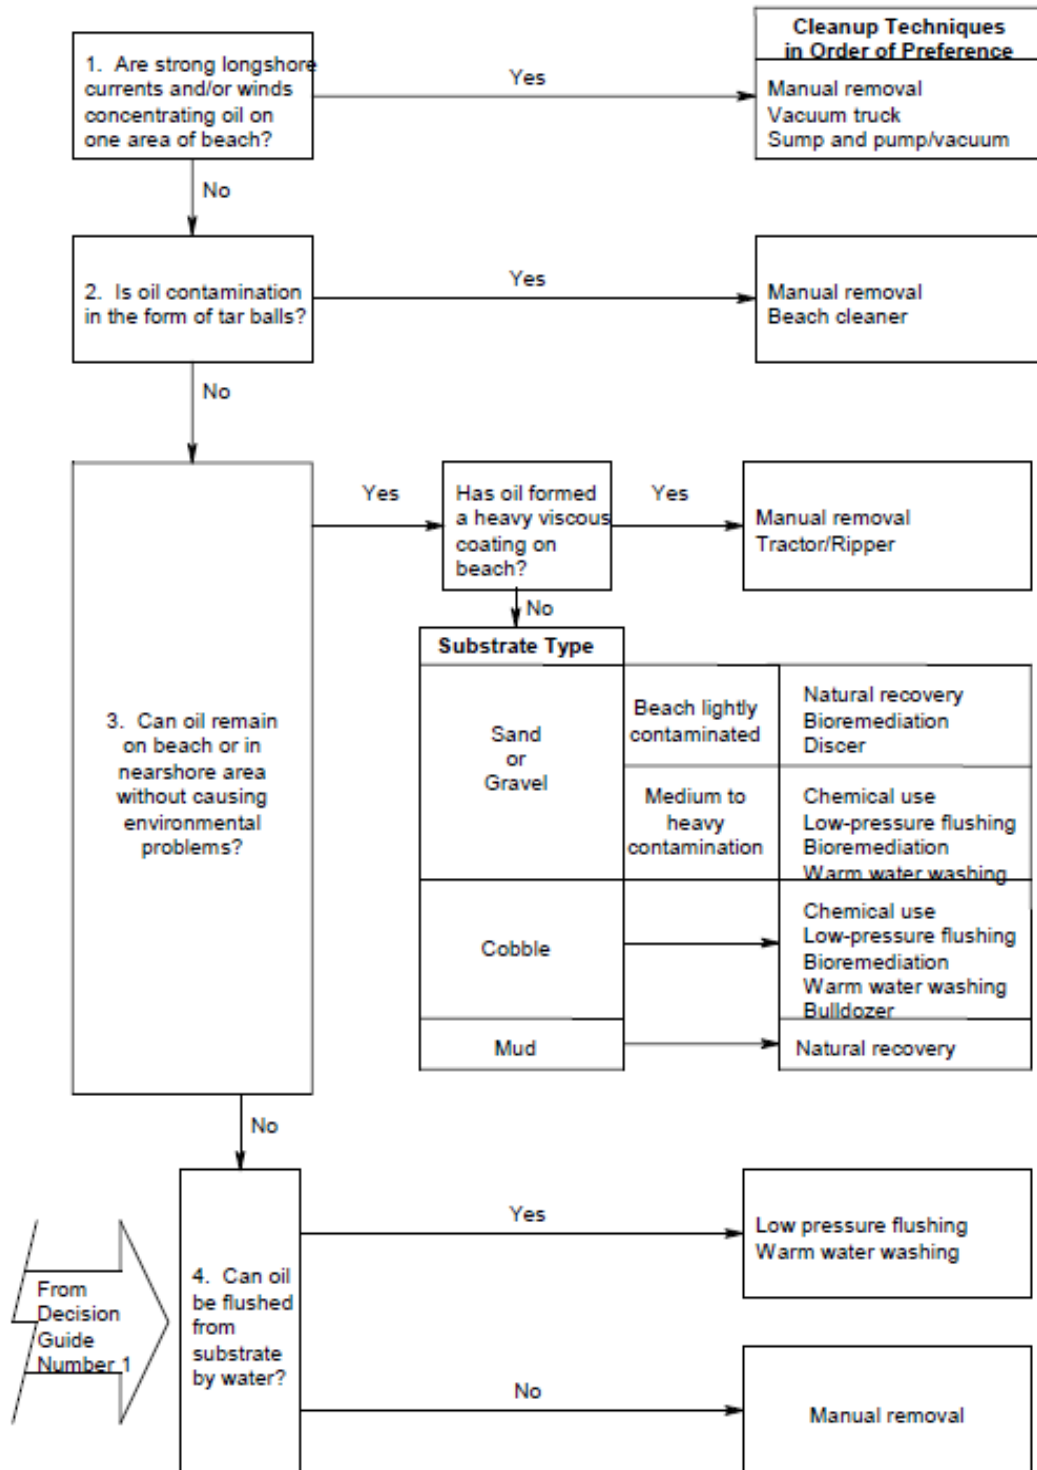 Cleanup Techniques
in Order of Preference
1. Are strong longshore
currents and/or winds
concentrating oil on
one area of beach?
Yes
Manual removal
Vacuum truck
Sump and pump/vacuum
No
2. Is oil contamination
in the form of tar balls?
Yes
Manual removal
Beach cleaner
No
3. Can oil remain
on beach or in
nearshore area
without causing
environmental
problems?
Yes
Has oil formed
a heavy viscous
coating on
beach?
Yes
Manual removal
Tractor/Ripper
No
Substrate Type
Sand
or
Gravel
Beach lightly
contaminated
Natural recovery
Bioremediation
Discer
Medium to
heavy
contamination
Chemical use
Low-pressure flushing
Bioremediation
Warm water washing
Cobble
Chemical use
Low-pressure flushing
Bioremediation
Warm water washing
Bulldozer
Mud
Natural recovery
No
From
Decision
Guide
Number 1
4. Can oil
be flushed
from
substrate
by water?
Yes
Low pressure flushing
Warm water washing
No
Manual removal